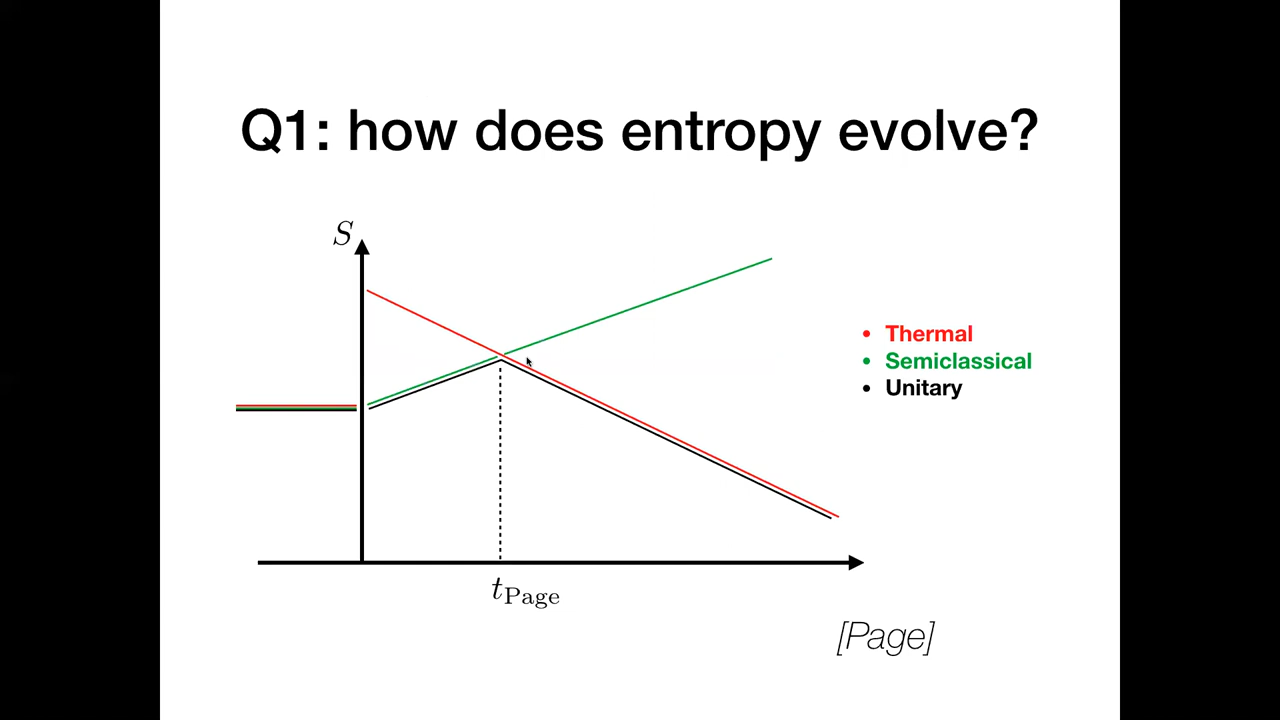 Q1: how does entropy evolve?
S
• Thermal
• Semiclassical
• Unitary
t_Page
[Page]